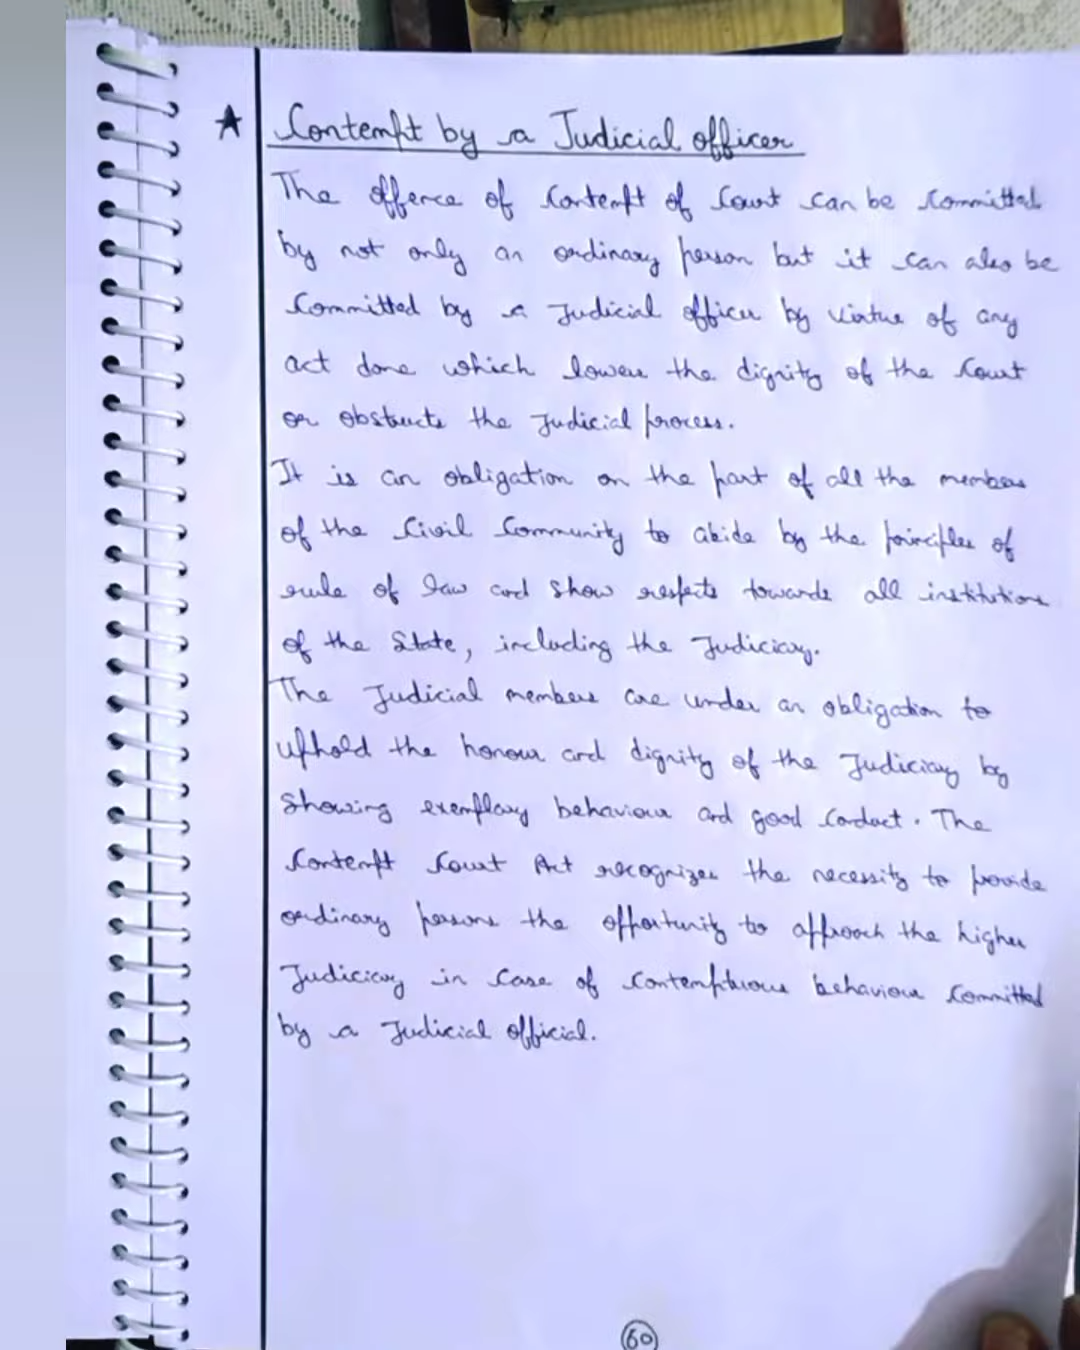 ★ Contempt by a Judicial officer
The offence of Contempt of Court can be Committed
by not only an ordinary person but it can also be
Committed by a Judicial officer by virtue of any
act done which lowers the dignity of the Court
or obstructs the Judicial process.
It is an obligation on the part of all the members
of the Civil Community to abide by the principles of
rule of law and show respects towards all institutions
of the State, including the Judiciary.
The Judicial members are under an obligation to
uphold the honour and dignity of the Judiciary by
showing exemplary behaviour and good conduct. The
Contempt Court Act recognizes the necessity to provide
ordinary persons the opportunity to approach the higher
Judiciary in case of Contemptuous behaviour Committed
by a Judicial official.
60